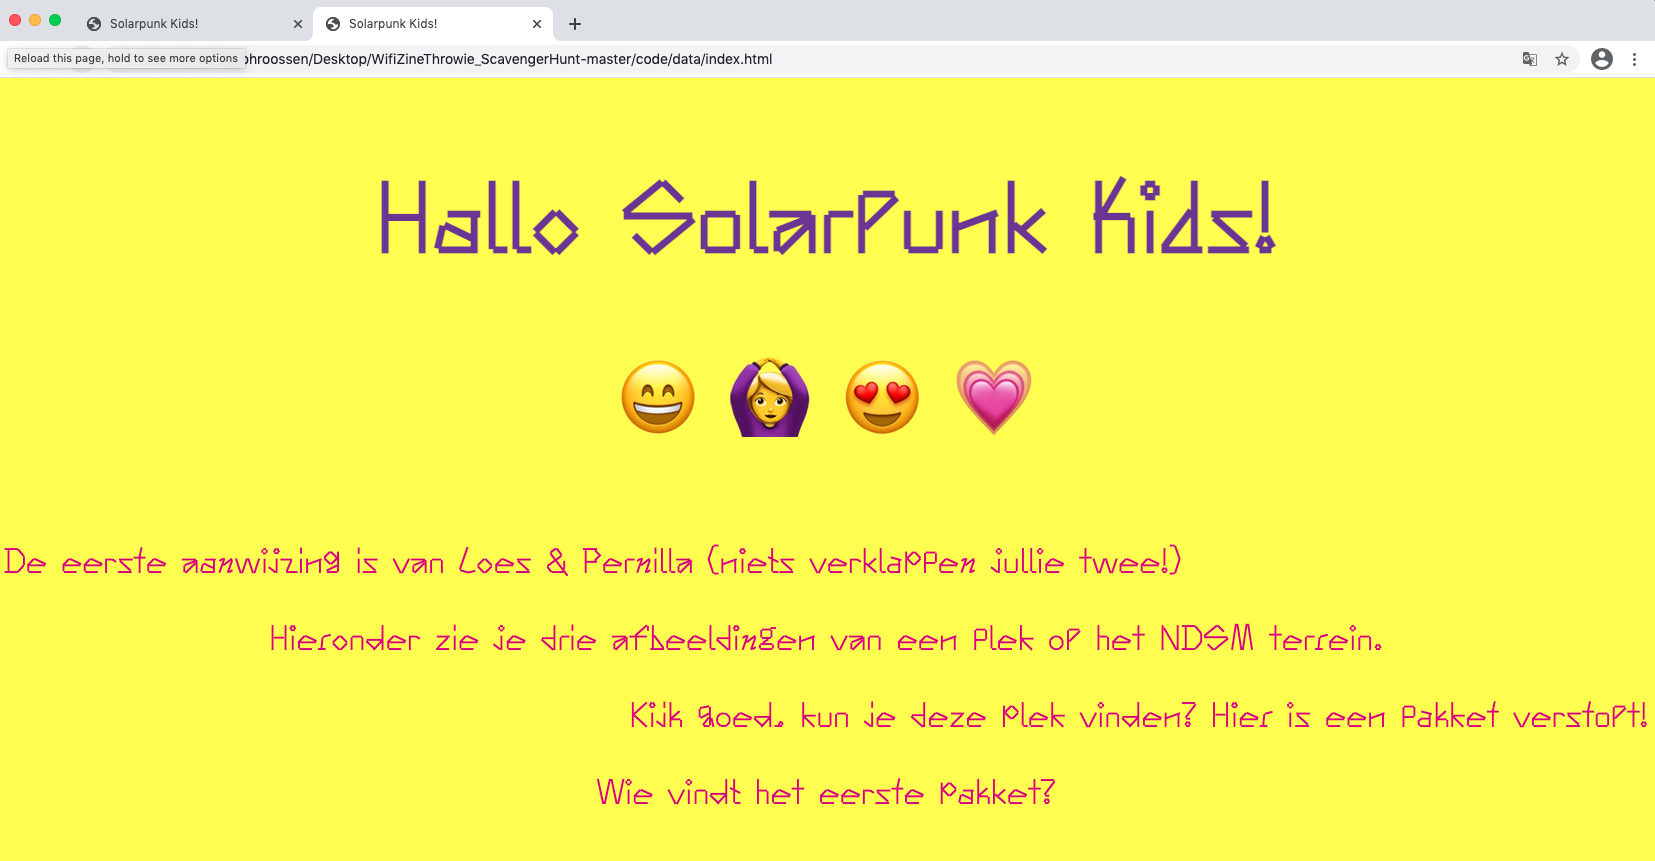 Solarpunk Kids!
Solarpunk Kids!
Reload this page, hold to see more options
ohroossen/Desktop/WifiZineThrowie_ScavengerHunt-master/code/data/index.html
Hallo SolarPunk Kids!
De eerste aanwijzing is van Loes & Pernilla (niets verklappen jullie twee!)
Hieronder zie je drie afbeeldingen van een plek op het NDSM terrein.
Kijk goed, kun je deze plek vinden? Hier is een pakket verstopt!
Wie vindt het eerste pakket?